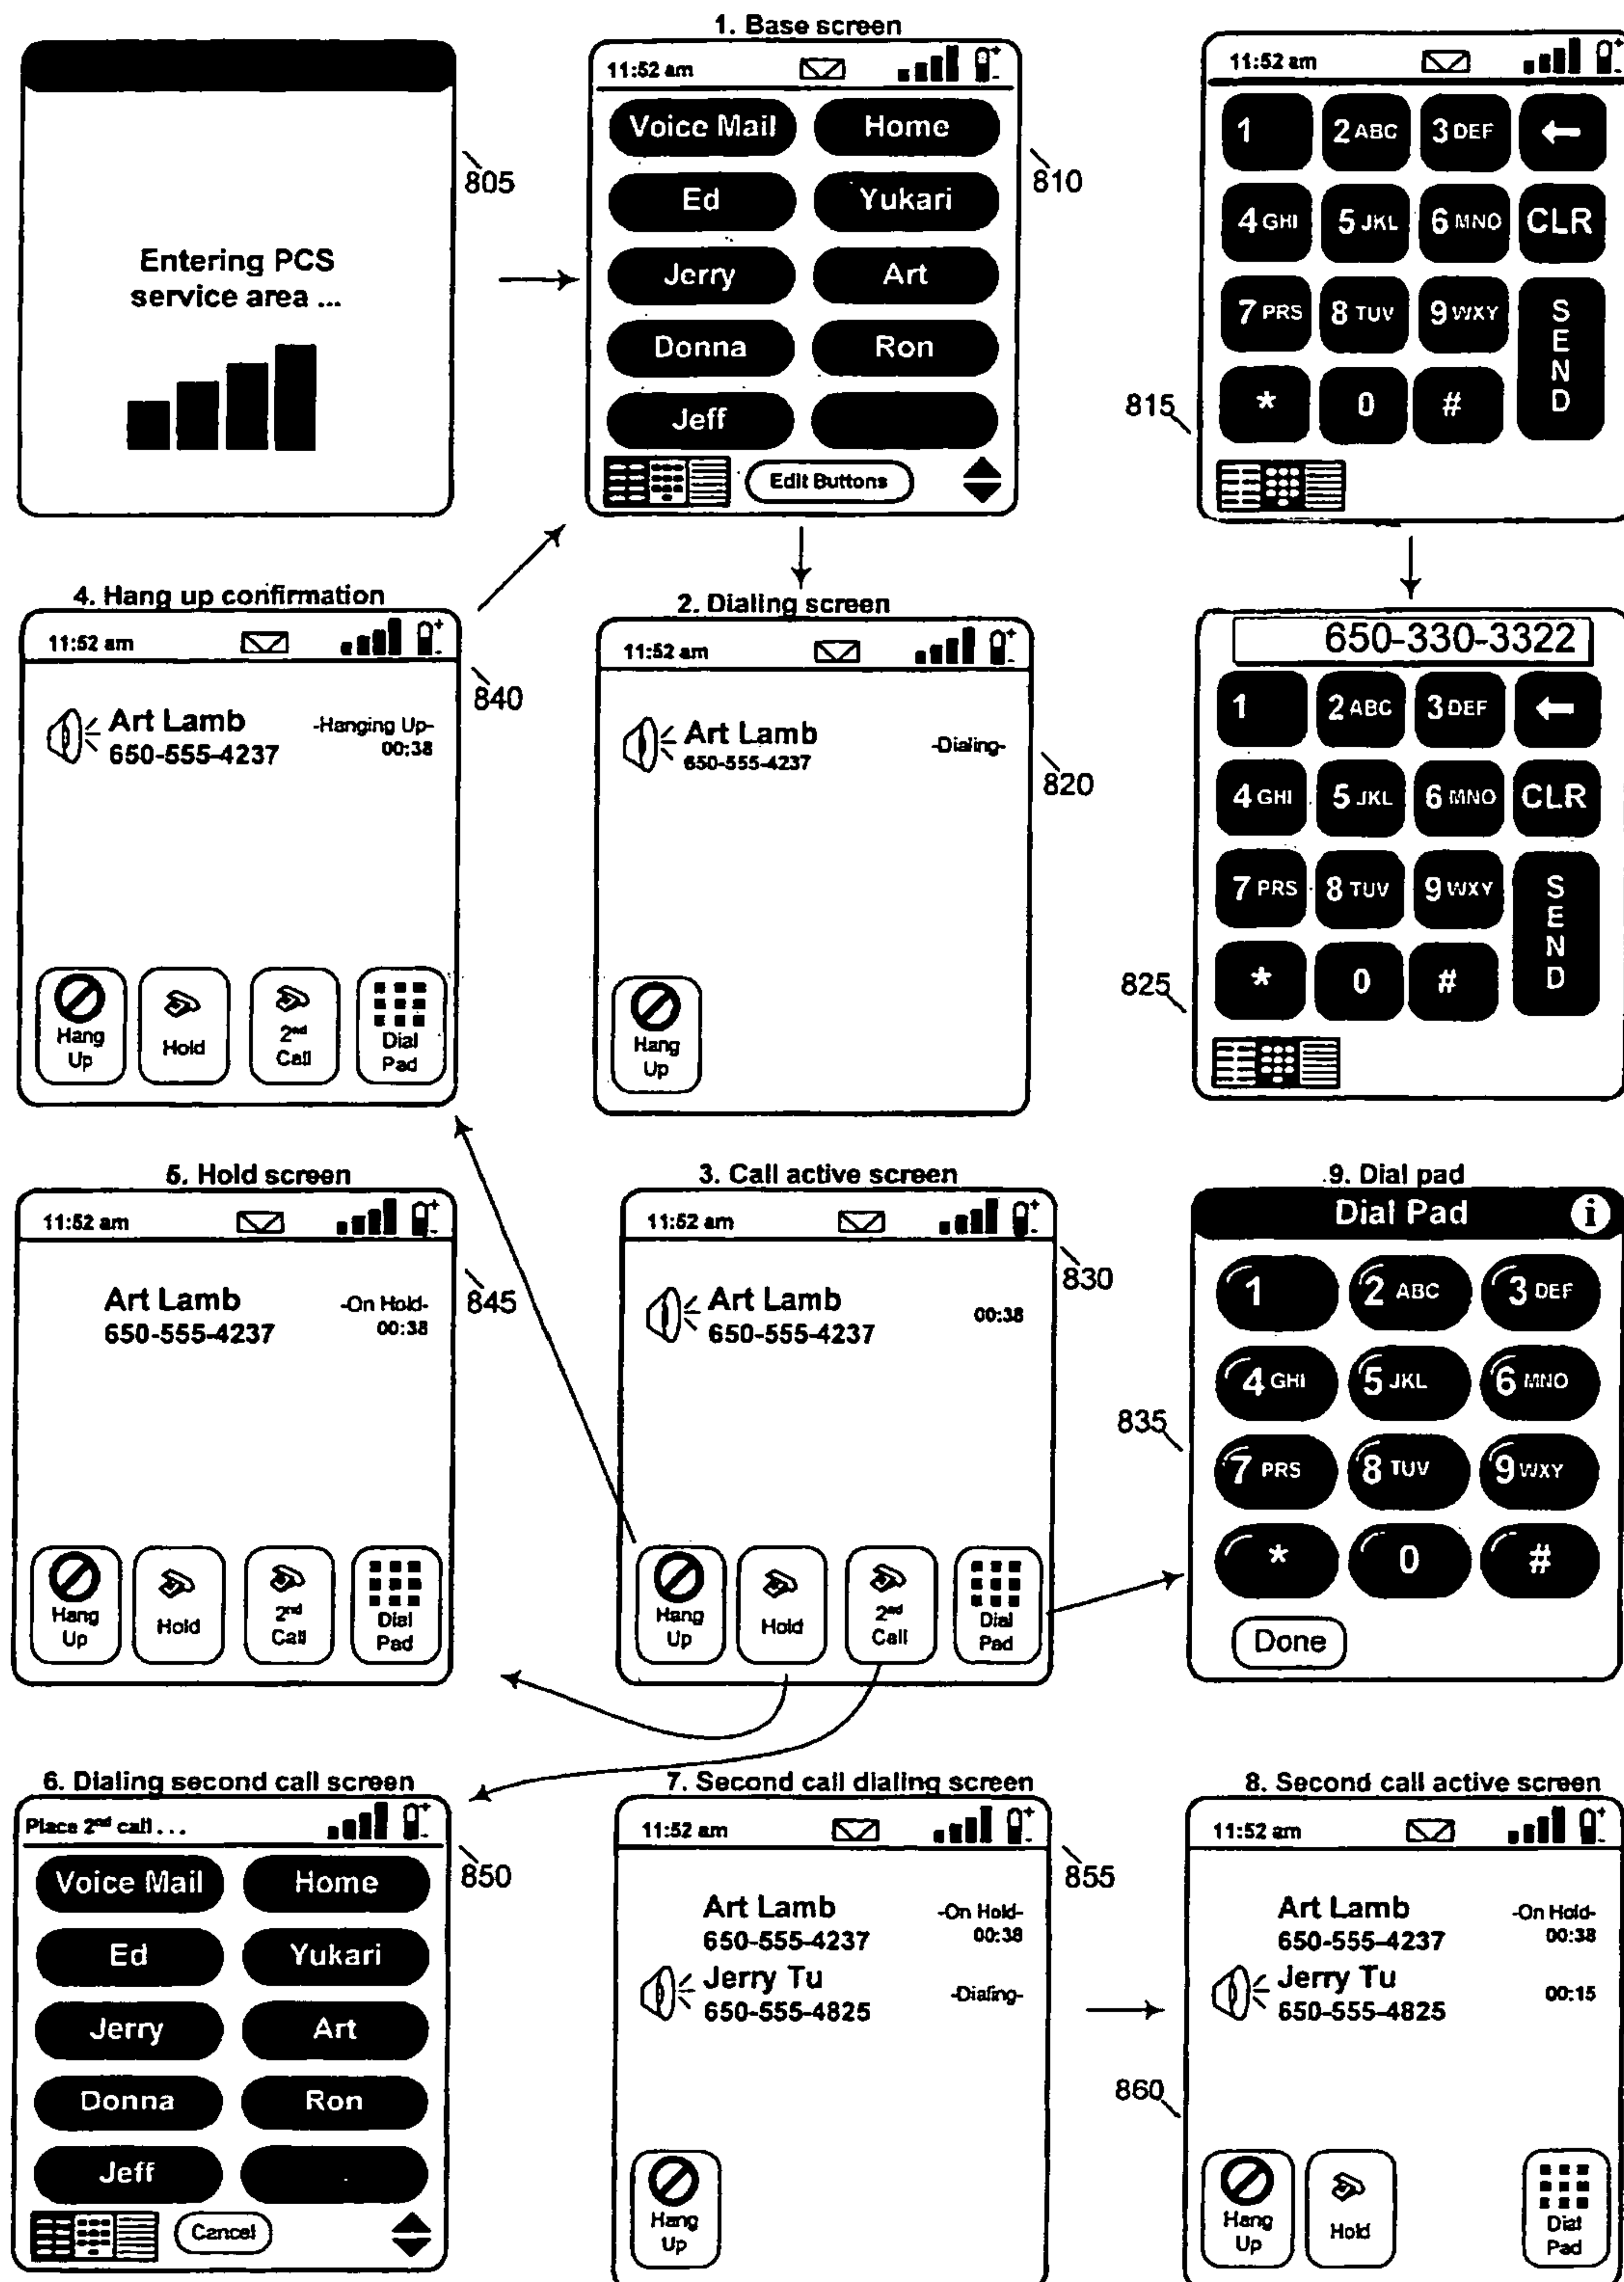 Entering PCS
service area ...
805
1. Base screen
11:52 am
Voice Mail
Home
Ed
Yukari
Jerry
Art
Donna
Ron
Jeff
Edit Buttons
810
11:52 am
1
2 ABC
3 DEF
4 GHI
5 JKL
6 MNO
CLR
7 PRS
8 TUV
9 WXY
SEND
*
0
#
815
4. Hang up confirmation
11:52 am
Art Lamb
-Hanging Up-
650-555-4237
00:38
Hang
Up
Hold
2nd
Call
Dial
Pad
840
2. Dialing screen
11:52 am
Art Lamb
-Dialing-
650-555-4237
Hang
Up
820
650-330-3322
1
2 ABC
3 DEF
4 GHI
5 JKL
6 MNO
CLR
7 PRS
8 TUV
9 WXY
SEND
*
0
#
825
5. Hold screen
11:52 am
Art Lamb
-On Hold-
650-555-4237
00:38
Hang
Up
Hold
2nd
Call
Dial
Pad
845
3. Call active screen
11:52 am
Art Lamb
00:38
650-555-4237
Hang
Up
Hold
2nd
Call
Dial
Pad
830
9. Dial pad
Dial Pad
i
1
2 ABC
3 DEF
4 GHI
5 JKL
6 MNO
7 PRS
8 TUV
9 WXY
*
0
#
Done
835
6. Dialing second call screen
Place 2nd call ...
Voice Mail
Home
Ed
Yukari
Jerry
Art
Donna
Ron
Jeff
Cancel
850
7. Second call dialing screen
11:52 am
Art Lamb
-On Hold-
650-555-4237
00:38
Jerry Tu
-Dialing-
650-555-4825
Hang
Up
855
8. Second call active screen
11:52 am
Art Lamb
-On Hold-
650-555-4237
00:38
Jerry Tu
00:15
650-555-4825
Hang
Up
Hold
Dial
Pad
860